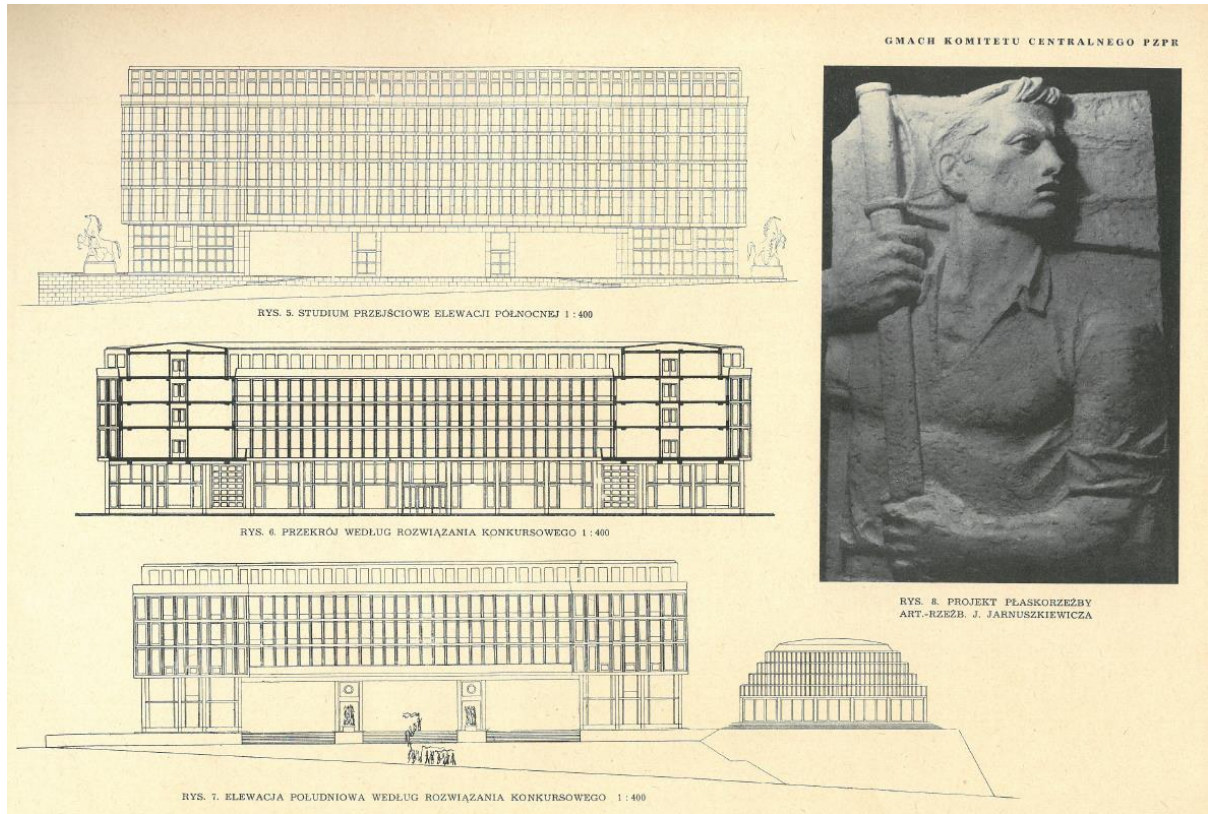 GMACH KOMITETU CENTRALNEGO PZPR
RYS. 5. STUDIUM PRZEJŚCIOWE ELEWACJI PÓŁNOCNEJ 1 : 400
RYS. 6. PRZEKRÓJ WEDŁUG ROZWIĄZANIA KONKURSOWEGO 1 : 400
RYS. 7. ELEWACJA POŁUDNIOWA WEDŁUG ROZWIĄZANIA KONKURSOWEGO 1 : 400
RYS. 8. PROJEKT PŁASKORZEŹBY
ART.-RZEŹB. J. JARNUSZKIEWICZA